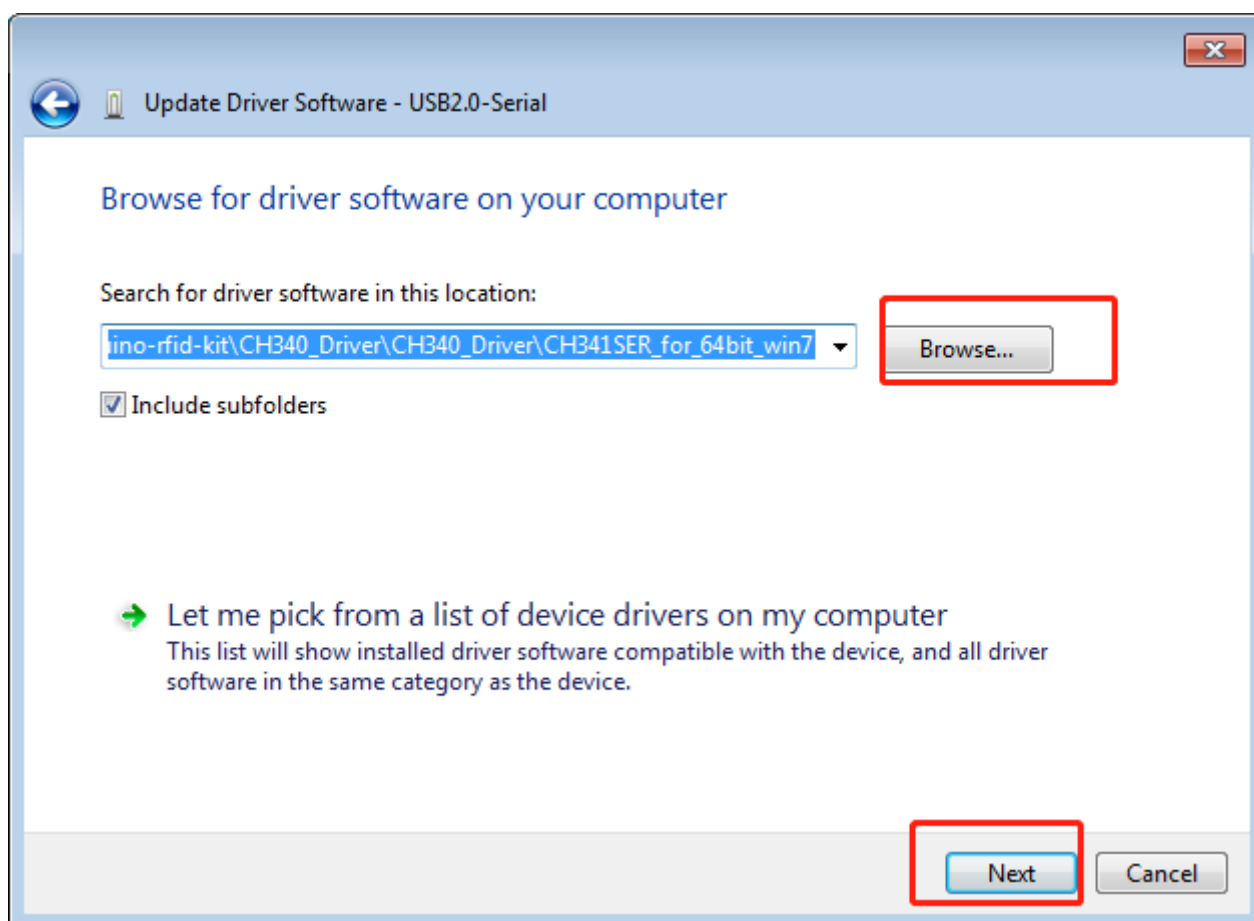 Update Driver Software - USB2.0-Serial
Browse for driver software on your computer
Search for driver software in this location:
ino-rfid-kit\CH340_Driver\CH340_Driver\CH341SER_for_64bit_win7
Browse...
Include subfolders
Let me pick from a list of device drivers on my computer
This list will show installed driver software compatible with the device, and all driver
software in the same category as the device.
Next
Cancel